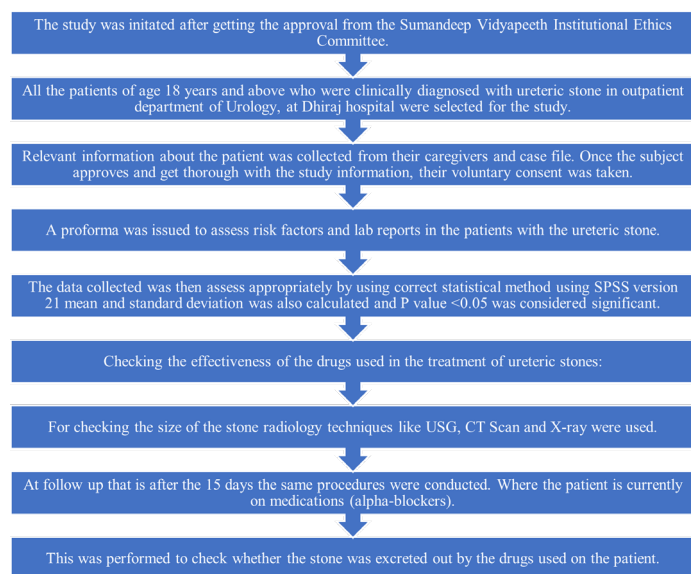 The study was initated after getting the approval from the Sumandeep Vidyapeeth Institutional Ethics
Committee.
All the patients of age 18 years and above who were clinically diagnosed with ureteric stone in outpatient
department of Urology, at Dhiraj hospital were selected for the study.
Relevant information about the patient was collected from their caregivers and case file. Once the subject
approves and get thorough with the study information, their voluntary consent was taken.
A proforma was issued to assess risk factors and lab reports in the patients with the ureteric stone.
The data collected was then assess appropriately by using correct statistical method using SPSS version
21 mean and standard deviation was also calculated and P value <0.05 was considered significant.
Checking the effectiveness of the drugs used in the treatment of ureteric stones:
For checking the size of the stone radiology techniques like USG, CT Scan and X-ray were used.
At follow up that is after the 15 days the same procedures were conducted. Where the patient is currently
on medications (alpha-blockers).
This was performed to check whether the stone was excreted out by the drugs used on the patient.